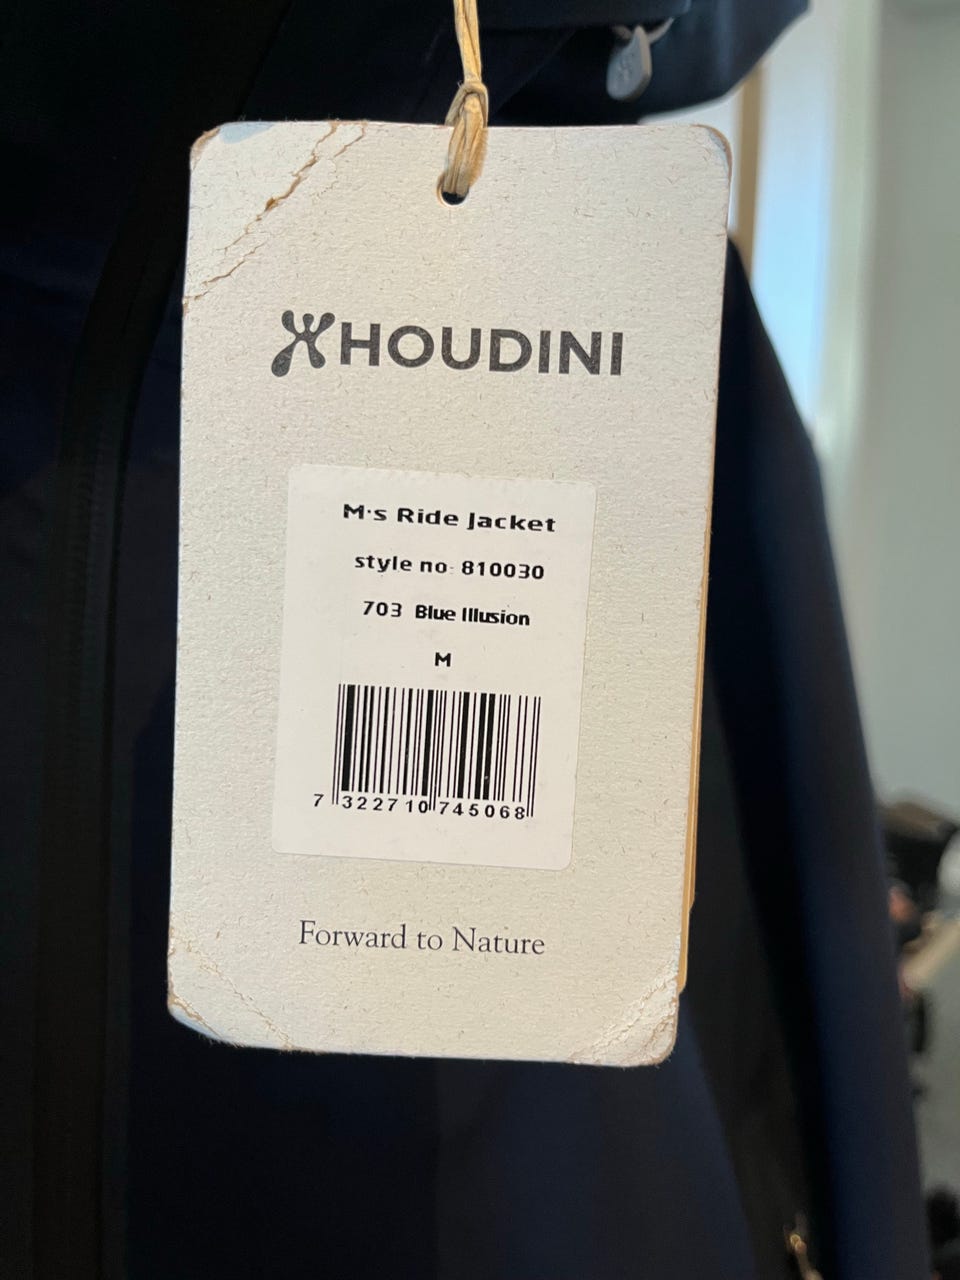 HOUDINI
M's Ride Jacket
style no: 810030
703 Blue Illusion
M
7 322710 745068
Forward to Nature